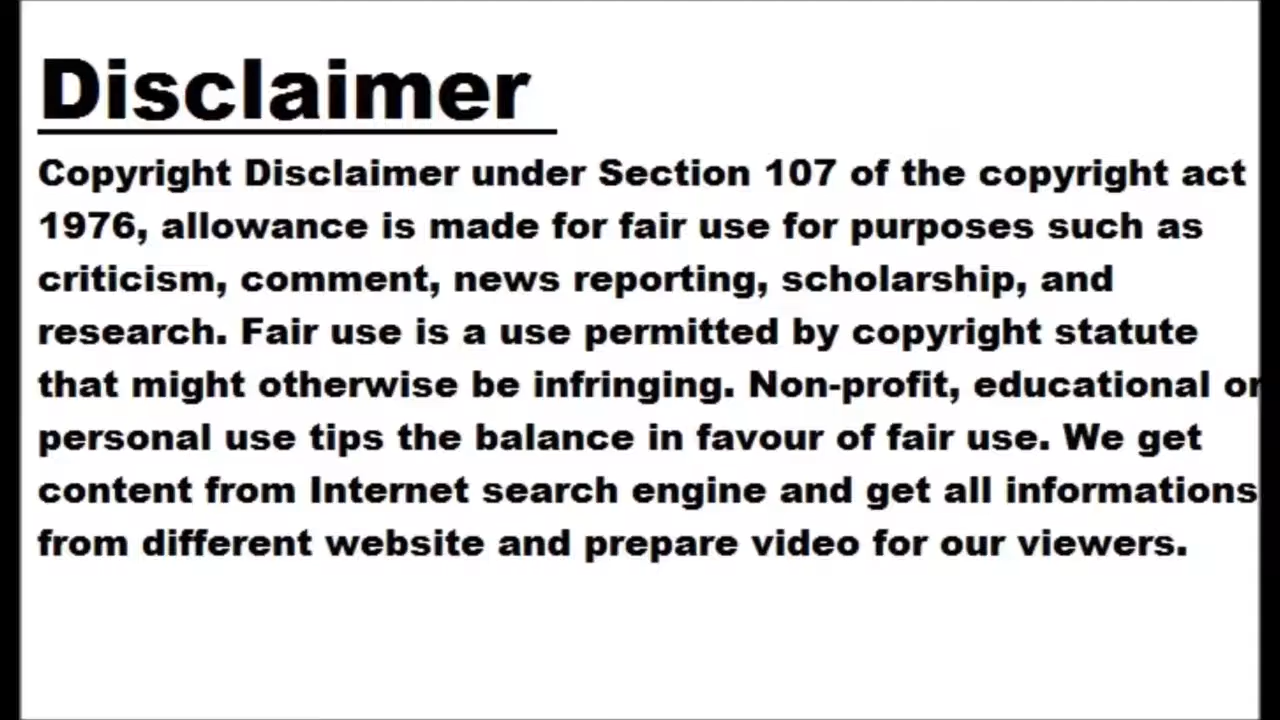 Disclaimer
Copyright Disclaimer under Section 107 of the copyright act
1976, allowance is made for fair use for purposes such as
criticism, comment, news reporting, scholarship, and
research. Fair use is a use permitted by copyright statute
that might otherwise be infringing. Non-profit, educational or
personal use tips the balance in favour of fair use. We get
content from Internet search engine and get all informations
from different website and prepare video for our viewers.